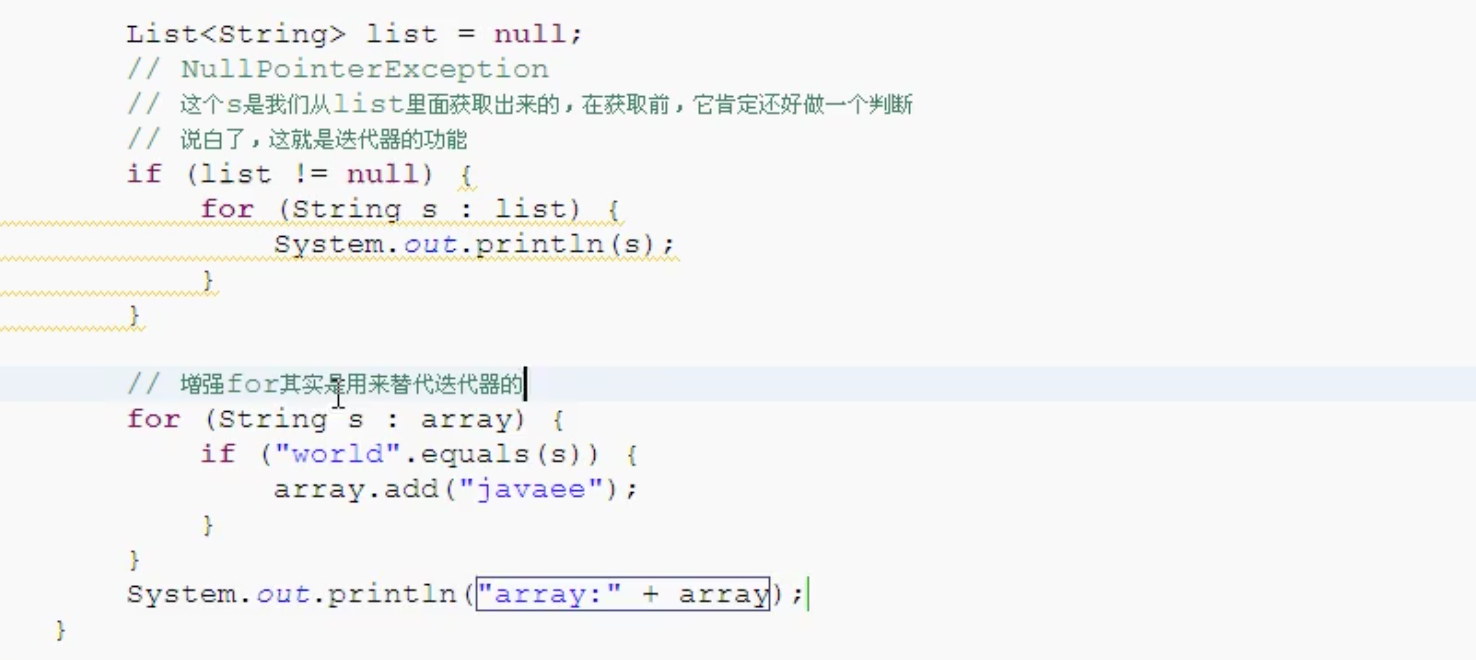 List<String> list = null;
// NullPointerException
// 这个s是我们从list里面获取出来的，在获取前，它肯定还好做一个判断
// 说白了，这就是迭代器的功能
if (list != null) {
for (String s : list) {
System.out.println(s);
}
}
// 增强for其实是用来替代迭代器的
for (String s : array) {
if ("world".equals(s)) {
array.add("javaee");
}
}
System.out.println("array:" + array);
}